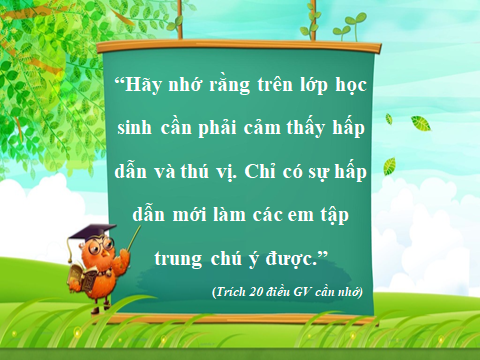 “Hãy nhớ rằng trên lớp học
sinh cần phải cảm thấy hấp
dẫn và thú vị. Chỉ có sự hấp
dẫn mới làm các em tập
trung chú ý được.”
(Trích 20 điều GV cần nhớ)